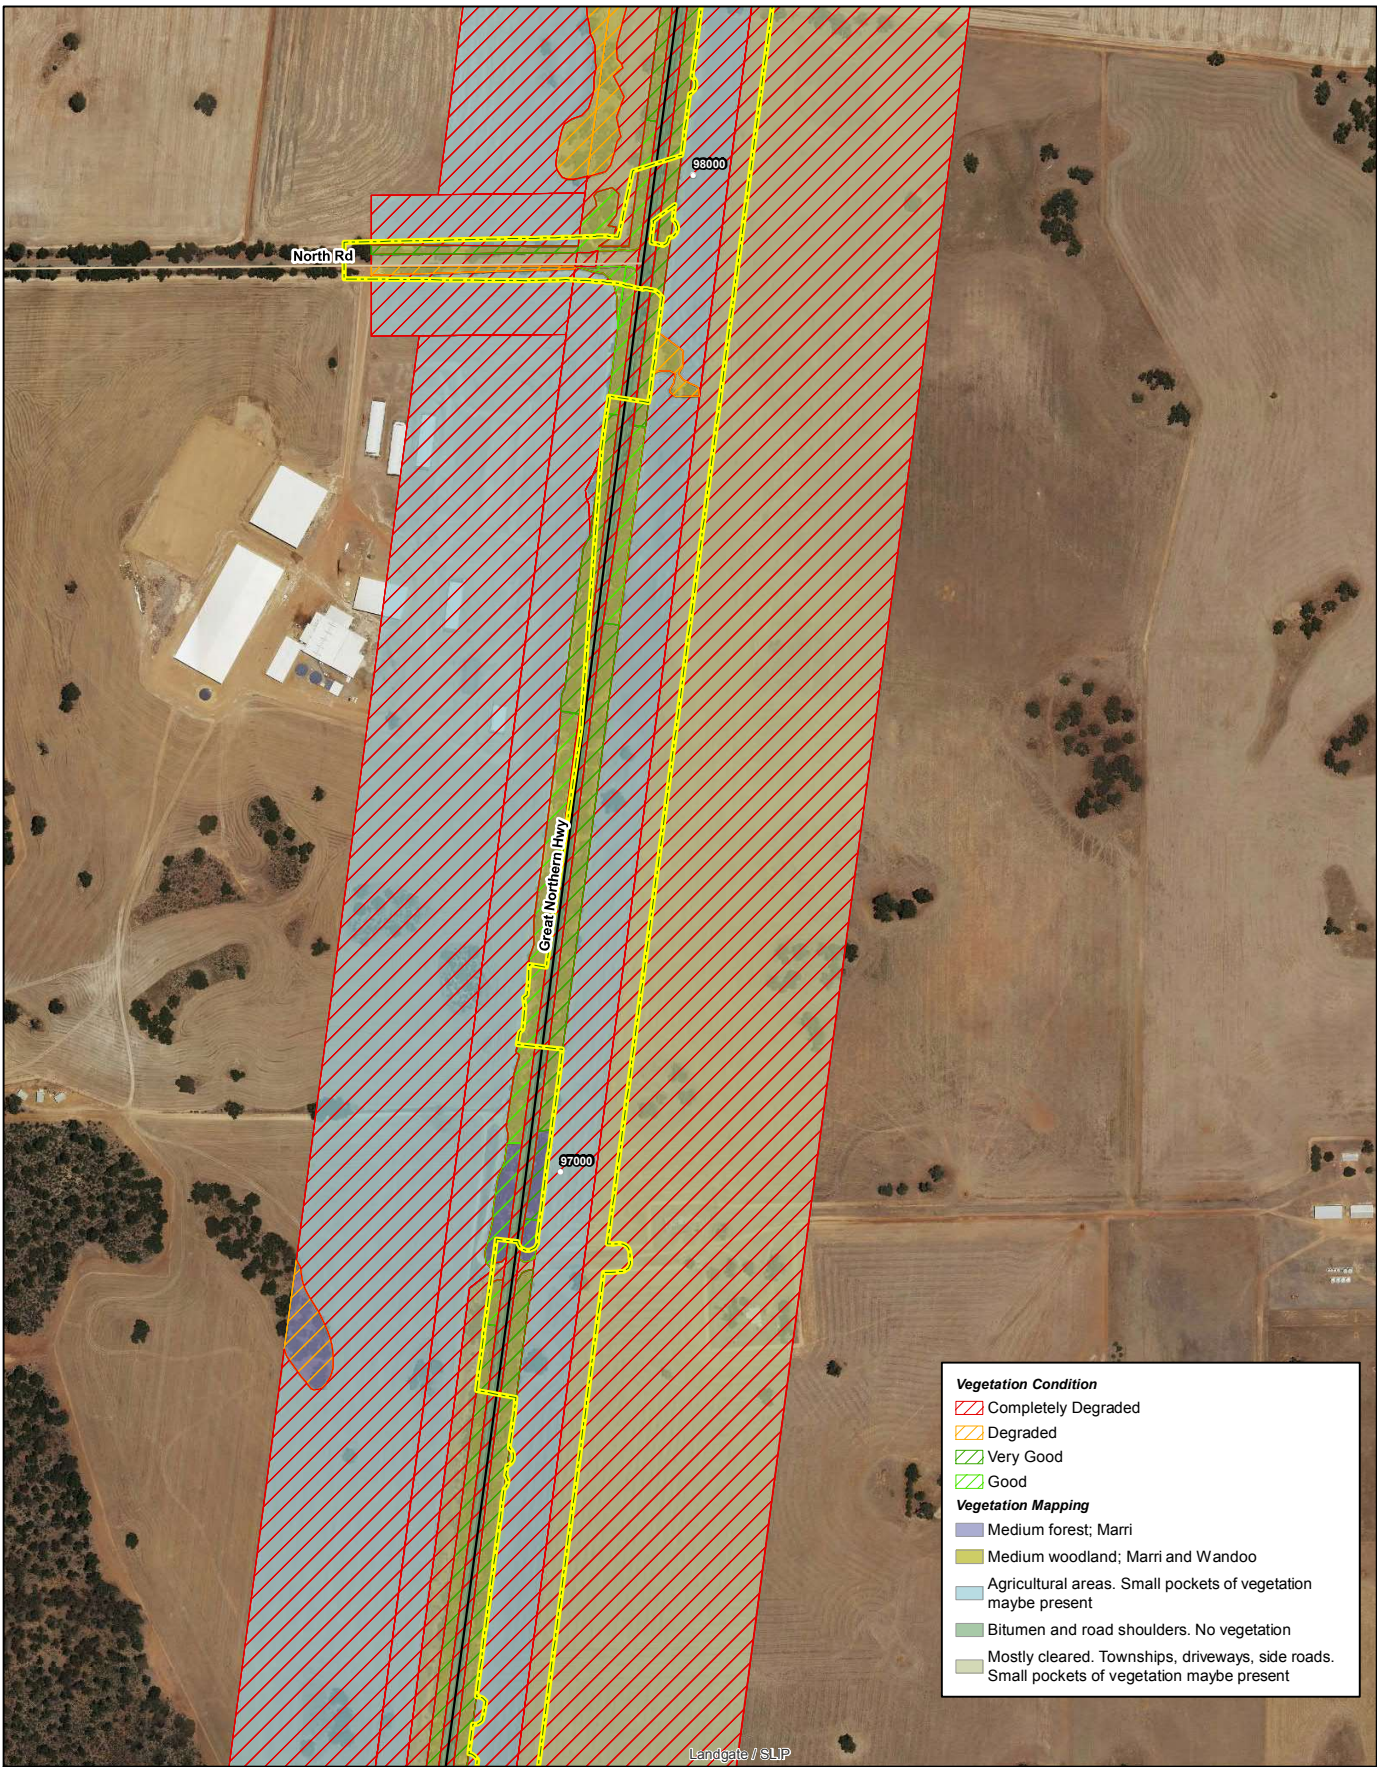 98000
North Rd
Great Northern Hwy
97000
Vegetation Condition
Completely Degraded
Degraded
Very Good
Good
Vegetation Mapping
Medium forest; Marri
Medium woodland; Marri and Wandoo
Agricultural areas. Small pockets of vegetation
maybe present
Bitumen and road shoulders. No vegetation
Mostly cleared. Townships, driveways, side roads.
Small pockets of vegetation maybe present
Landgate / SLIP